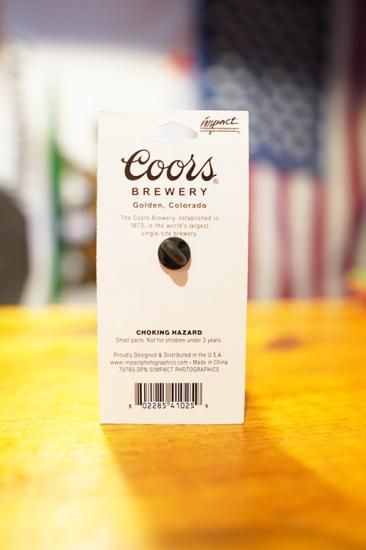 impact
Coors®
BREWERY
Golden, Colorado
The Coors Brewery, established in
1873, is the world's largest
single-site brewery.
CHOKING HAZARD
Small parts. Not for children under 3 years.
Proudly Designed & Distributed in the U.S.A.
www.impactphotographics.com • Made in China
79780-DPN ©IMPACT PHOTOGRAPHICS
8 02285 41025 9